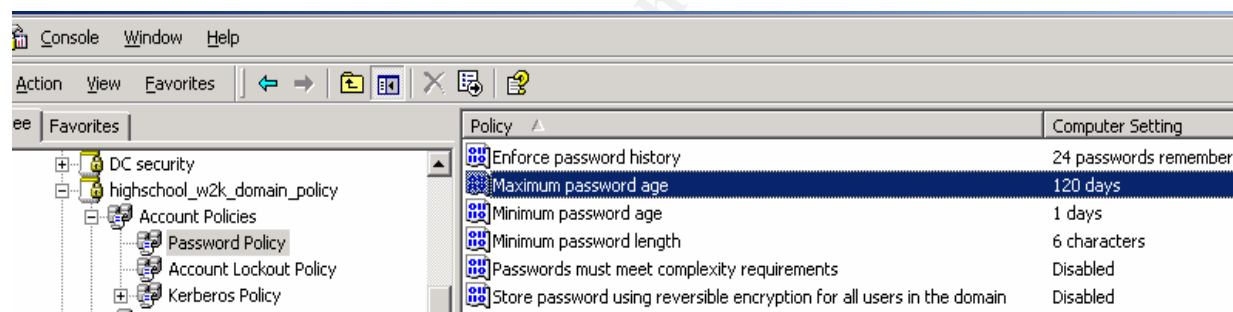 Console Window Help
Action View Favorites
ee Favorites
DC security
highschool_w2k_domain_policy
Account Policies
Password Policy
Account Lockout Policy
Kerberos Policy
Policy Computer Setting
Enforce password history 24 passwords remember
Maximum password age 120 days
Minimum password age 1 days
Minimum password length 6 characters
Passwords must meet complexity requirements Disabled
Store password using reversible encryption for all users in the domain Disabled